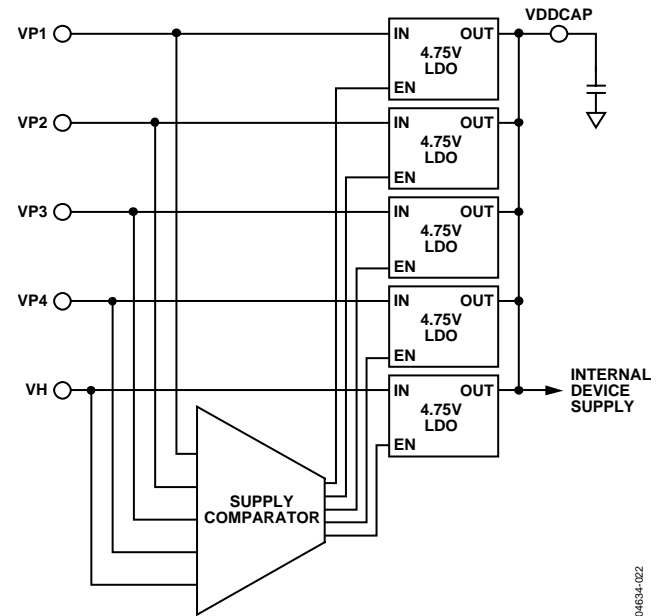 VDDCAP
VP1
IN OUT
4.75V
LDO
EN
VP2
IN OUT
4.75V
LDO
EN
VP3
IN OUT
4.75V
LDO
EN
VP4
IN OUT
4.75V
LDO
EN
VH
IN OUT
4.75V
LDO
EN
INTERNAL
DEVICE
SUPPLY
SUPPLY
COMPARATOR
04634-022